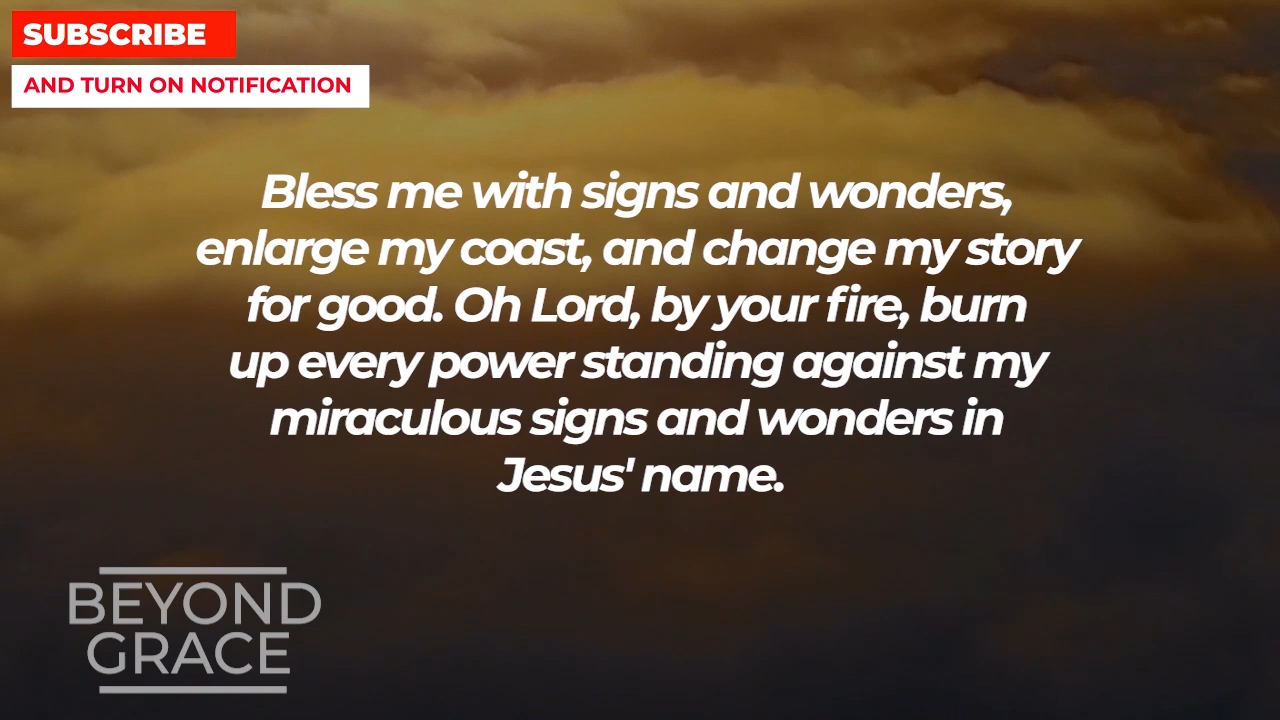 SUBSCRIBE
AND TURN ON NOTIFICATION
Bless me with signs and wonders,
enlarge my coast, and change my story
for good. Oh Lord, by your fire, burn
up every power standing against my
miraculous signs and wonders in
Jesus' name.
BEYOND
GRACE